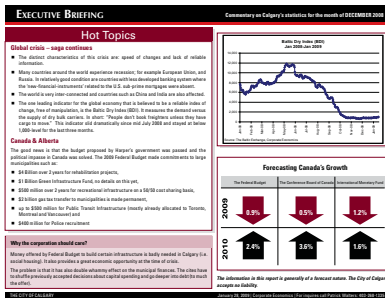 EXECUTIVE BRIEFING
Commentary on Calgary's statistics for the month of DECEMBER 2008
Hot Topics
Global crisis – saga continues
■ The distinct characteristics of this crisis are: speed of changes and lack of reliable
information.
■ Many countries around the world experience recession; for example European Union, and
Russia. In relatively good condition are countries with less developed banking system where
the 'new-financial-instruments' related to the U.S. sub-prime mortgages were absent.
■ The world is very inter-connected and countries such as China and India are also affected.
■ The one leading indicator for the global economy that is believed to be a reliable index of
change, free of manipulation, is the Baltic Dry Index (BDI). It measures the demand versus
the supply of dry bulk carriers. In short: "People don't book freighters unless they have
cargo to move." This indicator did dramatically since mid July 2008 and stayed at below
1,000-level for the last three months.
Canada & Alberta
The good news is that the budget proposed by Harper's government was passed and the
political impasse in Canada was solved. The 2009 Federal Budget made commitments to large
municipalities such as:
■ $4 Billion over 2 years for rehabilitation projects,
■ $1 Billion Green Infrastructure Fund, no details on this yet,
■ $500 million over 2 years for recreational infrastructure on a 50/50 cost sharing basis,
■ $2 billion gas tax transfer to municipalities is made permanent,
■ up to $500 million for Public Transit Infrastructure (mostly already allocated to Toronto,
Montreal and Vancouver) and
■ $400 million for Police recruitment
Why the corporation should care?
Money offered by Federal Budget to build certain infrastructure is badly needed in Calgary (i.e.
social housing). It also provides a great economic opportunity at the time of crisis.
The problem is that it has also double-whammy effect on the municipal finances. The cities have
to shuffle previously accepted decisions about capital spending and go deeper into debt (to much
the offer).
Baltic Dry Index (BDI)
Jan 2008-Jan 2009
Source: The Baltic Exchange, Corporate Economics
Forecasting Canada's Growth
The Federal Budget
The Conference Board of Canada
International Monetary Fund
2009
0.9%
0.5%
1.2%
2010
2.4%
3.6%
1.6%
The information in this report is generally of a forecast nature. The City of Calgary
accepts no liability.
THE CITY OF CALGARY
January 28, 2009| Corporate Economics | For inquires call Patrick Walters: